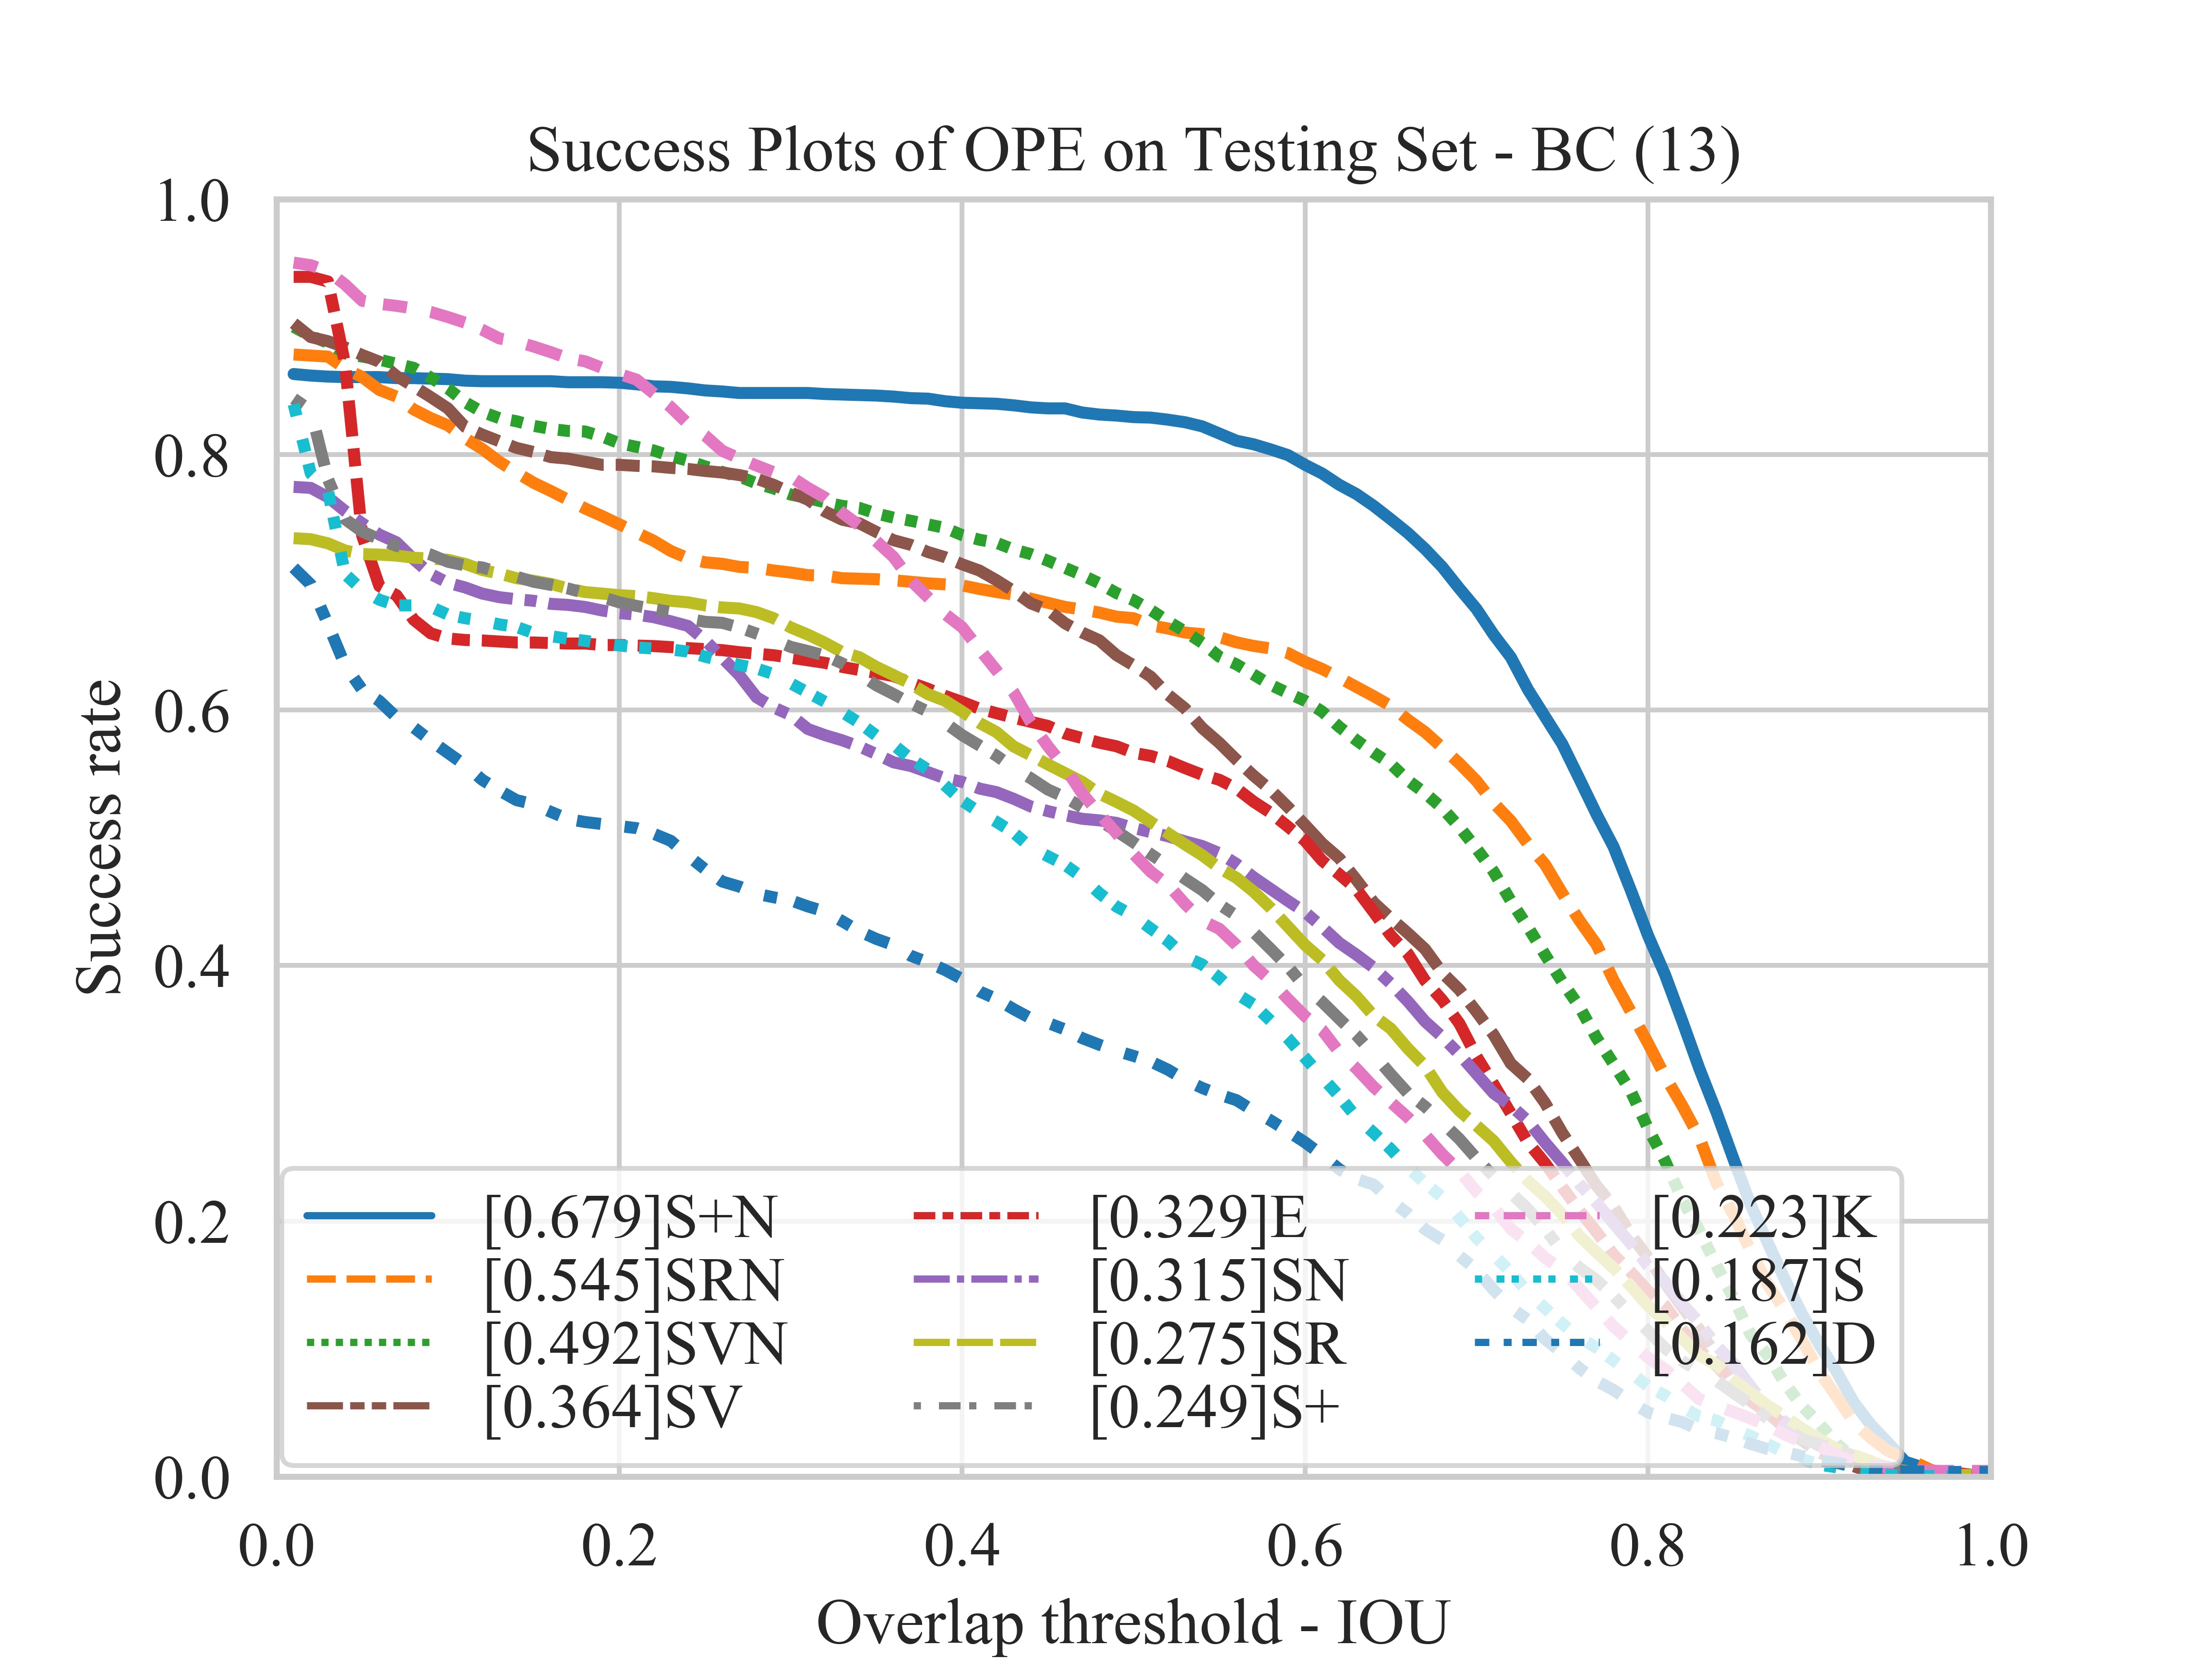 Success Plots of OPE on Testing Set - BC (13)
1.0
0.8
0.6
0.4
0.2
0.0
Success rate
[0.679]S+N
[0.545]SRN
[0.492]SVN
[0.364]SV
[0.329]E
[0.315]SN
[0.275]SR
[0.249]S+
[0.223]K
[0.187]S
[0.162]D
0.0 0.2 0.4 0.6 0.8 1.0
Overlap threshold - IOU